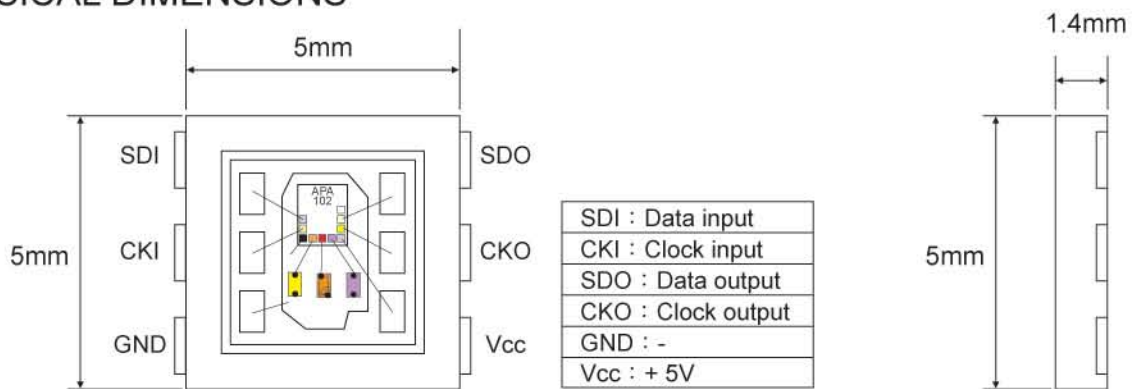 SICAL DIMENSIONS
5mm
1.4mm
SDI
SDO
APA
102
CKI
CKO
GND
Vcc
5mm
SDI : Data input
CKI : Clock input
SDO : Data output
CKO : Clock output
GND : -
Vcc : + 5V
5mm